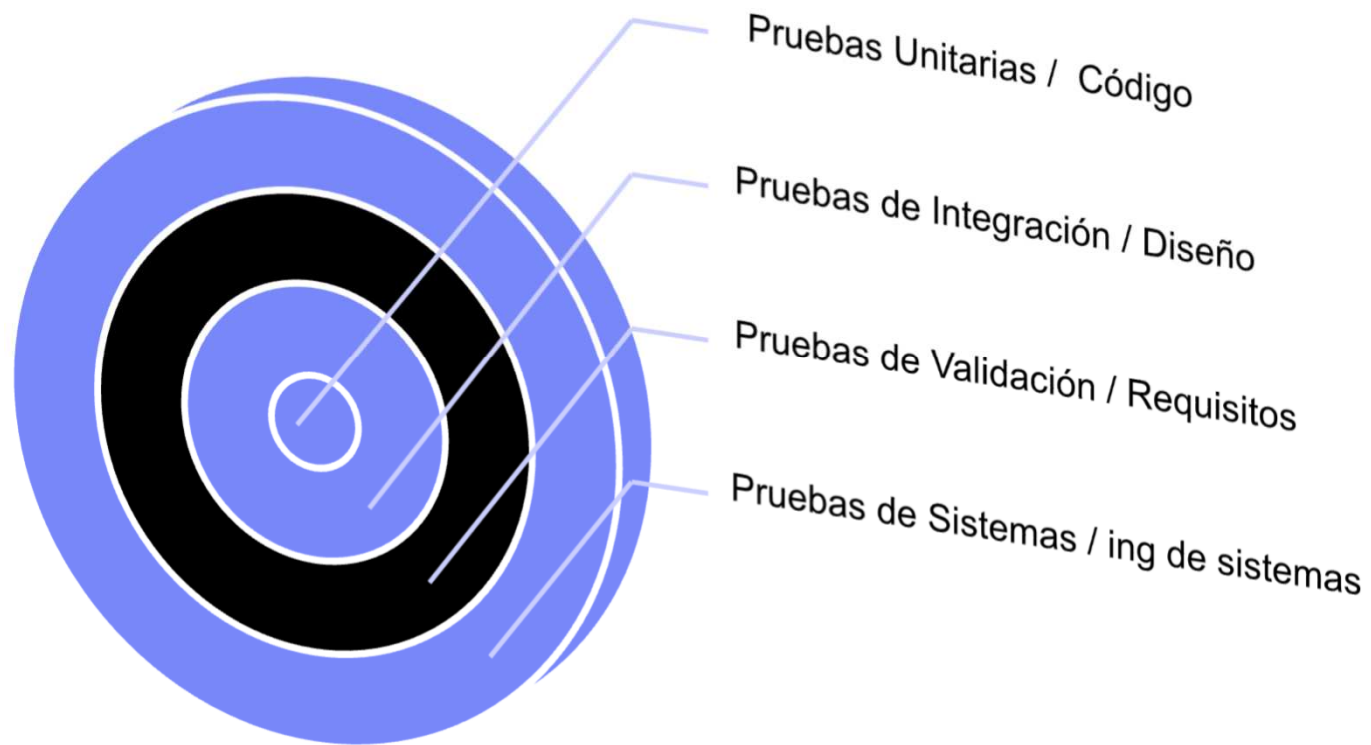 Pruebas Unitarias / Código
Pruebas de Integración / Diseño
Pruebas de Validación / Requisitos
Pruebas de Sistemas / ing de sistemas